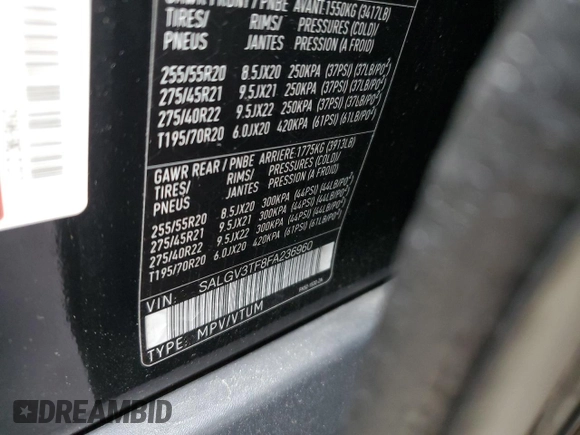 GAWR FRONT / PNBE AVANT:1550KG (3417LB)
TIRES/ RIMS/ PRESSURES (COLD)/
PNEUS JANTES PRESSION (A FROID)
255/55R20 8.5JX20 250KPA (37PSI) (37LB/PO²)
275/45R21 9.5JX21 250KPA (37PSI) (37LB/PO²)
275/40R22 9.5JX22 250KPA (37PSI) (37LB/PO²)
T195/70R20 6.0JX20 420KPA (61PSI) (61LB/PO²)
GAWR REAR / PNBE ARRIERE:1775KG (3913LB)
TIRES/ RIMS/ PRESSURES (COLD)/
PNEUS JANTES PRESSION (A FROID)
255/55R20 8.5JX20 300KPA (44PSI) (44LB/PO²)
275/45R21 9.5JX21 300KPA (44PSI) (44LB/PO²)
275/40R22 9.5JX22 300KPA (44PSI) (44LB/PO²)
T195/70R20 6.0JX20 420KPA (61PSI) (61LB/PO²)
VIN: SALGV3TF8FA236960
TYPE: MPV/VTUM
DREAMBID